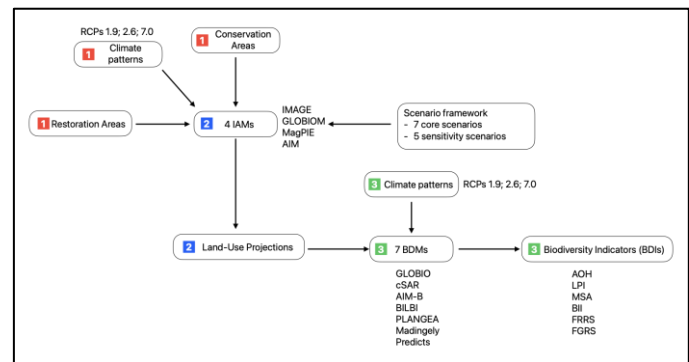 RCPs 1.9; 2.6; 7.0
1 Climate patterns
1 Conservation Areas
1 Restoration Areas
2 4 IAMs
IMAGE
GLOBIOM
MagPIE
AIM
Scenario framework
- 7 core scenarios
- 5 sensitivity scenarios
3 Climate patterns
RCPs 1.9; 2.6; 7.0
2 Land-Use Projections
3 7 BDMs
3 Biodiversity Indicators (BDIs)
GLOBIO
cSAR
AIM-B
BILBI
PLANGEA
Madingely
Predicts
AOH
LPI
MSA
BII
FRRS
FGRS